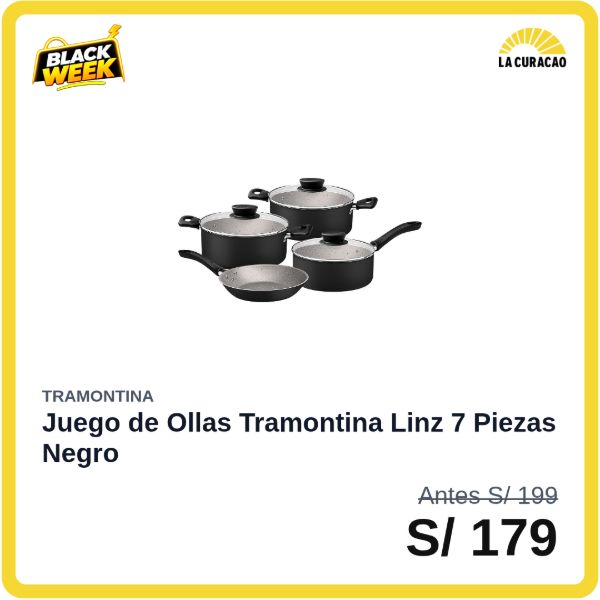 BLACK
WEEK
LA CURACAO
TRAMONTINA
Juego de Ollas Tramontina Linz 7 Piezas
Negro
Antes S/ 199
S/ 179